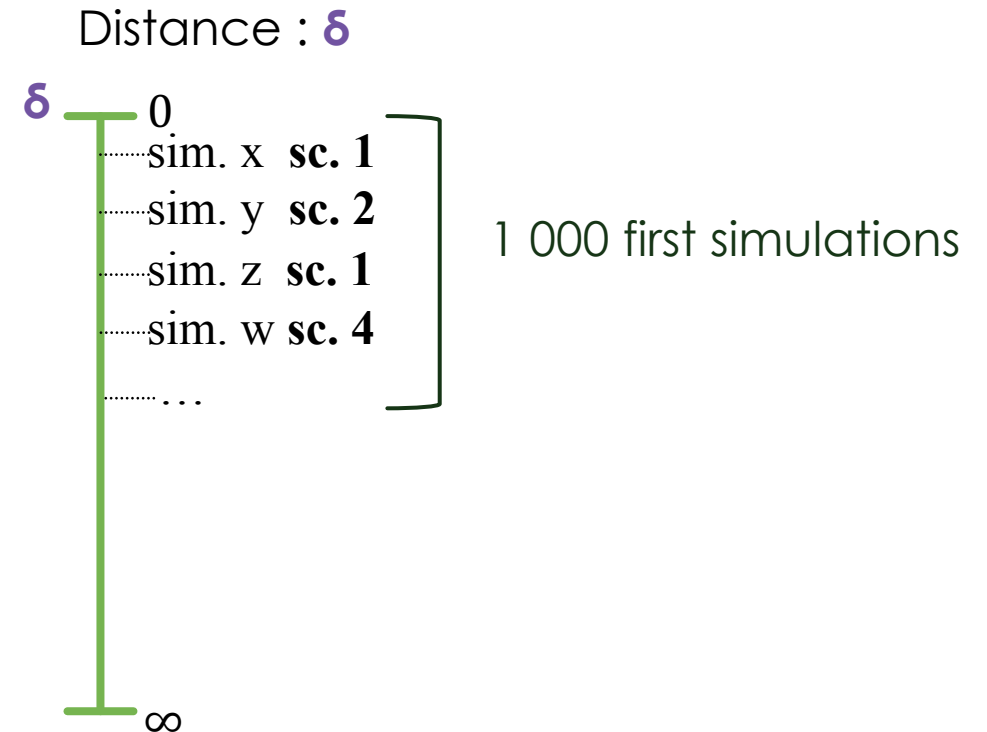 Distance : δ
δ
0
sim. x sc. 1
sim. y sc. 2
sim. z sc. 1
sim. w sc. 4
...
1 000 first simulations
∞